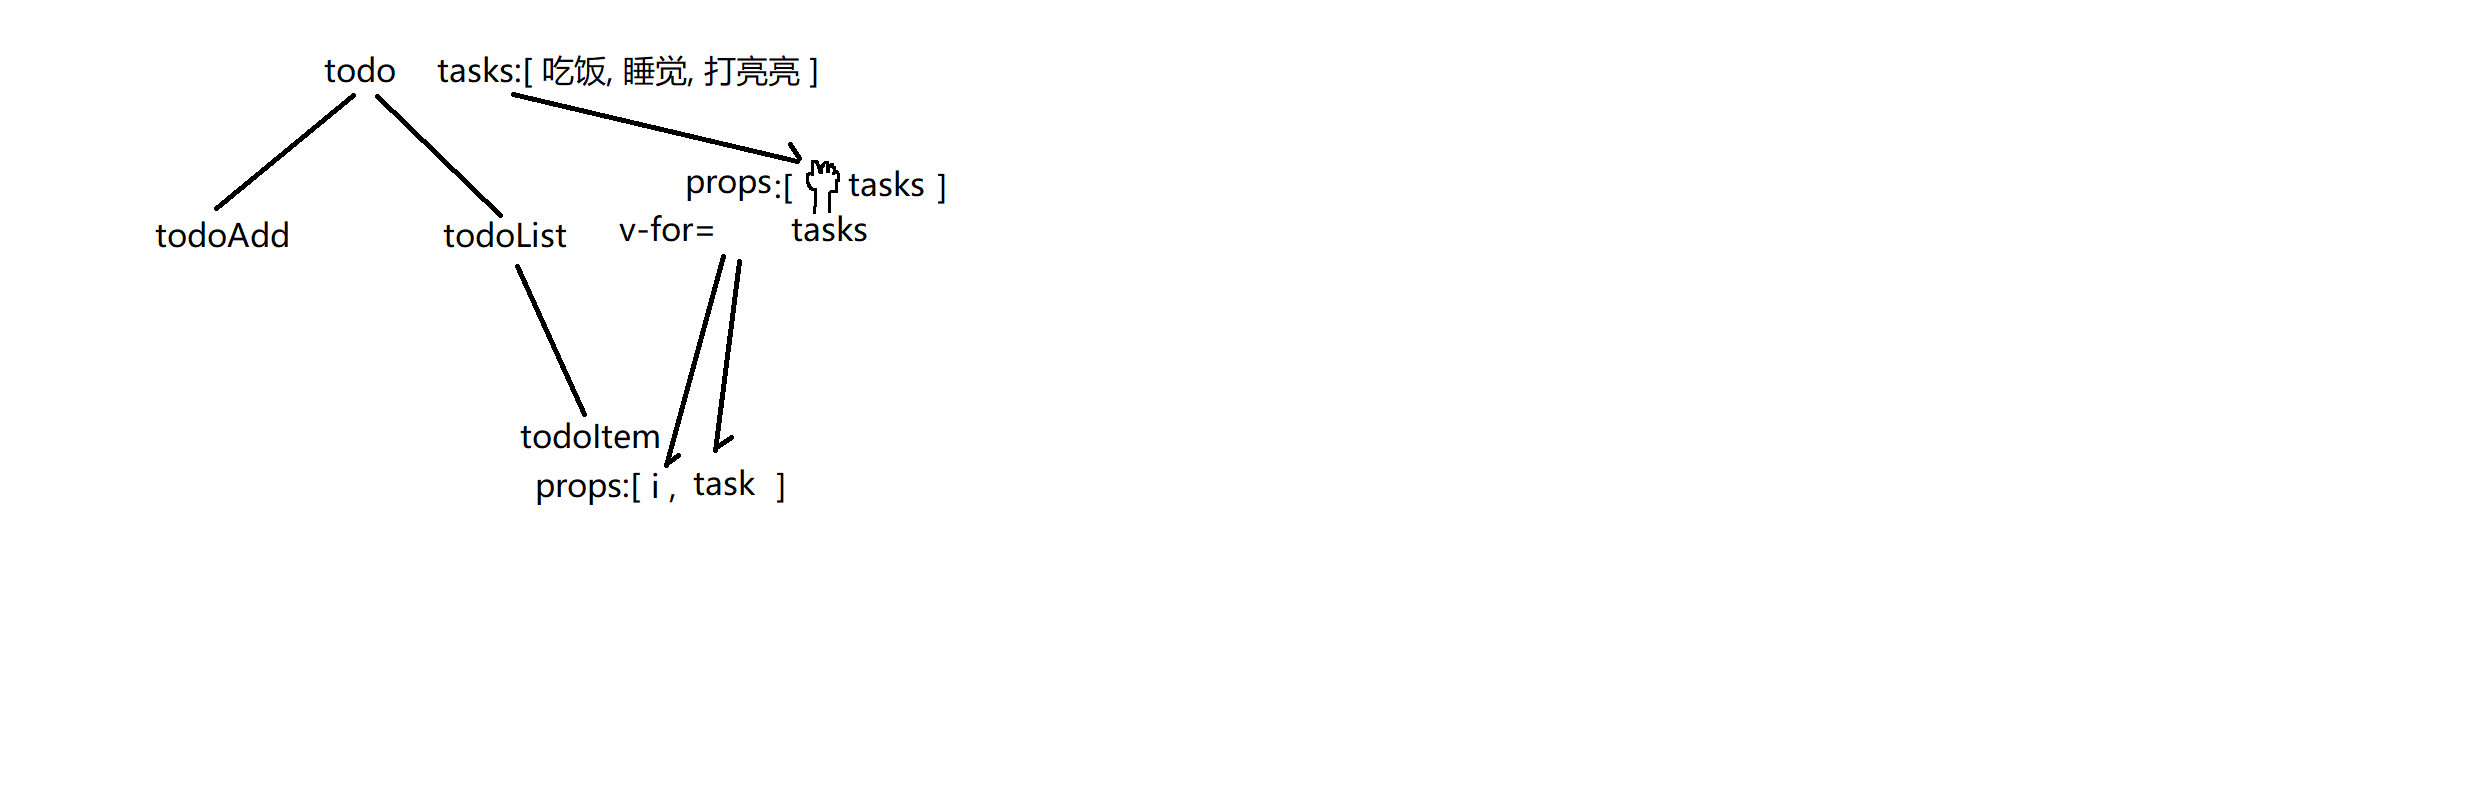 todo tasks:[ 吃饭, 睡觉, 打亮亮 ]
props:[ tasks ]
todoAdd todoList v-for= tasks
todoItem
props:[ i , task ]